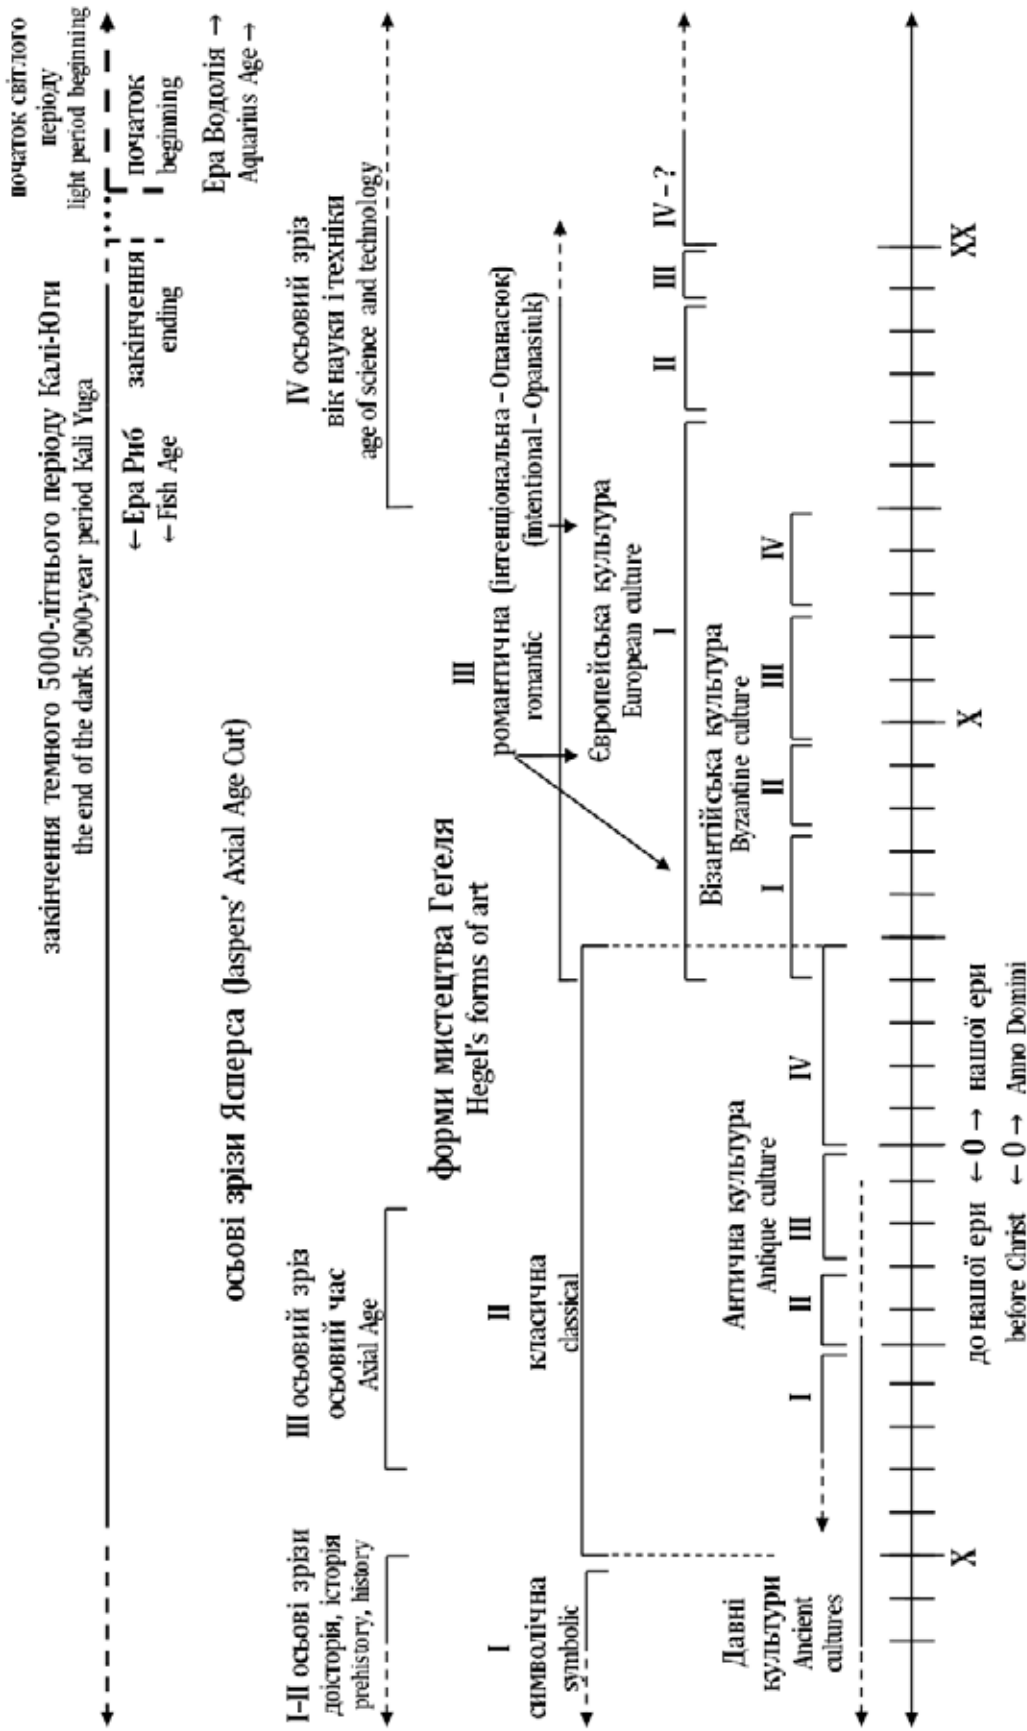 закінчення темного 5000-літнього періоду Калі-Юги
the end of the dark 5000-year period Kali Yuga
початок світлого
періоду
light period beginning
← Ера Риб
← Fish Age
закінчення
ending
початок
beginning
Ера Водолія →
Aquarius Age →
осьові зрізи Ясперса (Jaspers’ Axial Age Cut)
I–II осьові зрізи
доісторія, історія
prehistory, history
III осьовий зріз
осьовий час
Axial Age
IV осьовий зріз
вік науки і техніки
age of science and technology
форми мистецтва Гегеля
Hegel’s forms of art
I
символічна
symbolic
II
класична
classical
III
романтична (інтенціональна – Опанасюк)
romantic (intentional – Opanasiuk)
Європейська культура
European culture
I II III IV – ?
Візантійська культура
Byzantine culture
I II III IV
Антична культура
Antique culture
I II III IV
Давні
культури
Ancient
cultures
X X XX
до нашої ери ← 0 → нашої ери
before Christ ← 0 → Anno Domini